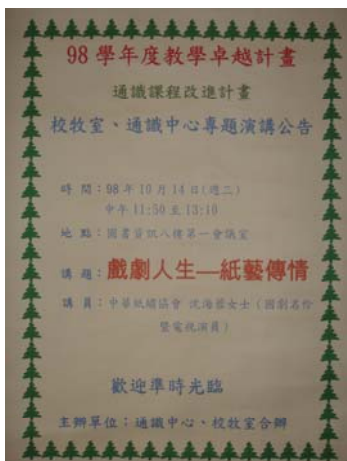 98 學年度教學卓越計畫
通識課程改進計畫
校牧室、通識中心專題演講公告
時 間：98年10月14日(週二)
中午11:50至13:10
地 點：圖書資訊八樓第一會議室
講 題：戲劇人生—紙藝傳情
講 員：中華紙繡協會 沈海蓉女士（國劇名伶
暨電視演員）
歡迎準時光臨
主辦單位：通識中心、校牧室合辦